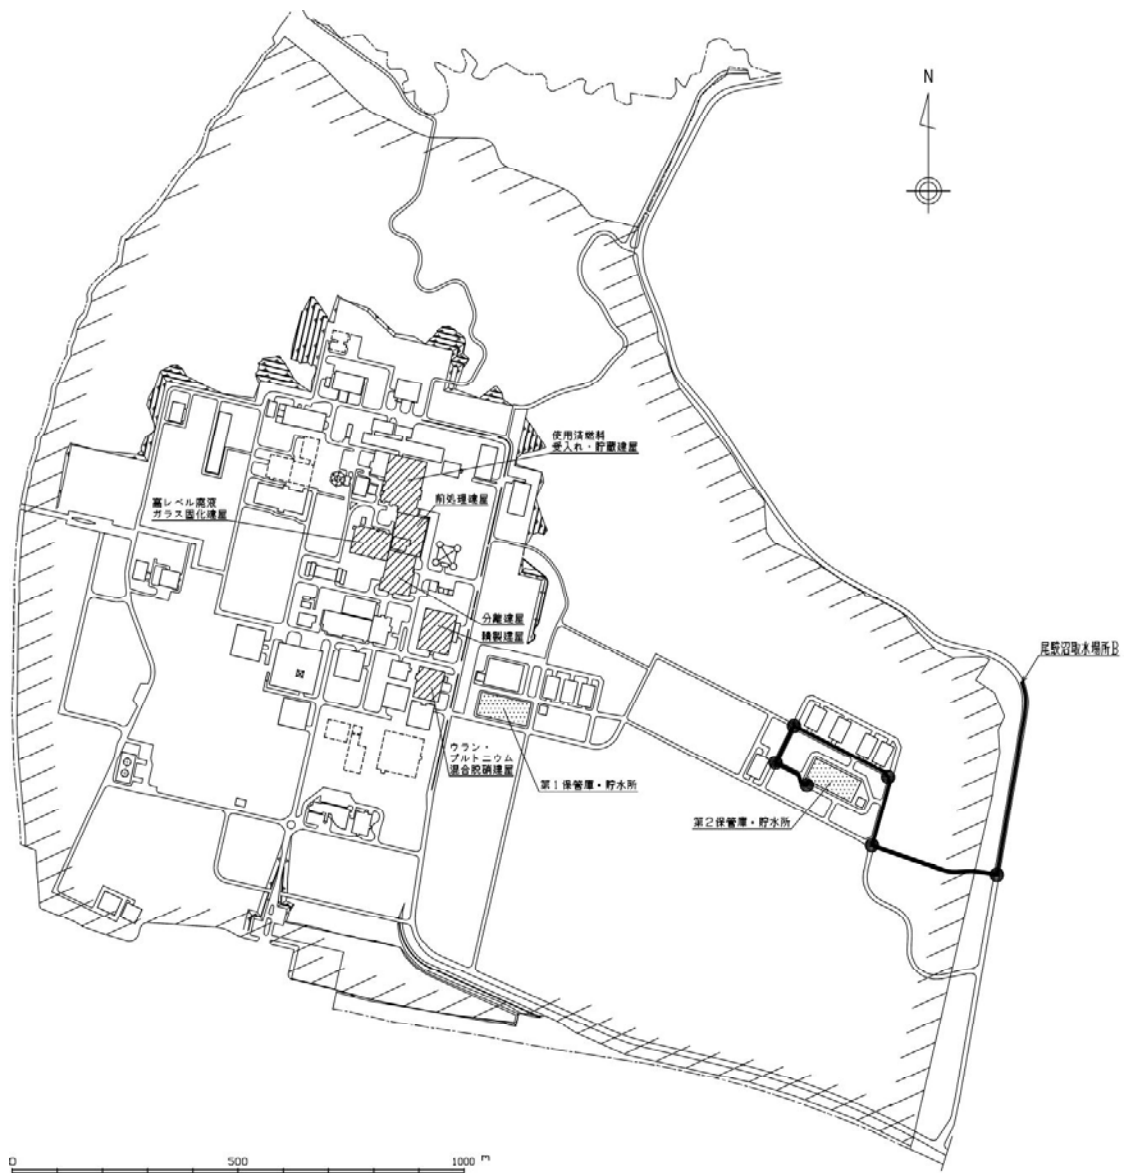 N
使用済燃料
受入れ・貯蔵建屋
前処理建屋
高レベル廃液
ガラス固化建屋
分離建屋
精製建屋
尾駮沼取水場所B
ウラン・
プルトニウム
混合脱硝建屋
第1保管庫・貯水所
第2保管庫・貯水所
0 500 1000 m